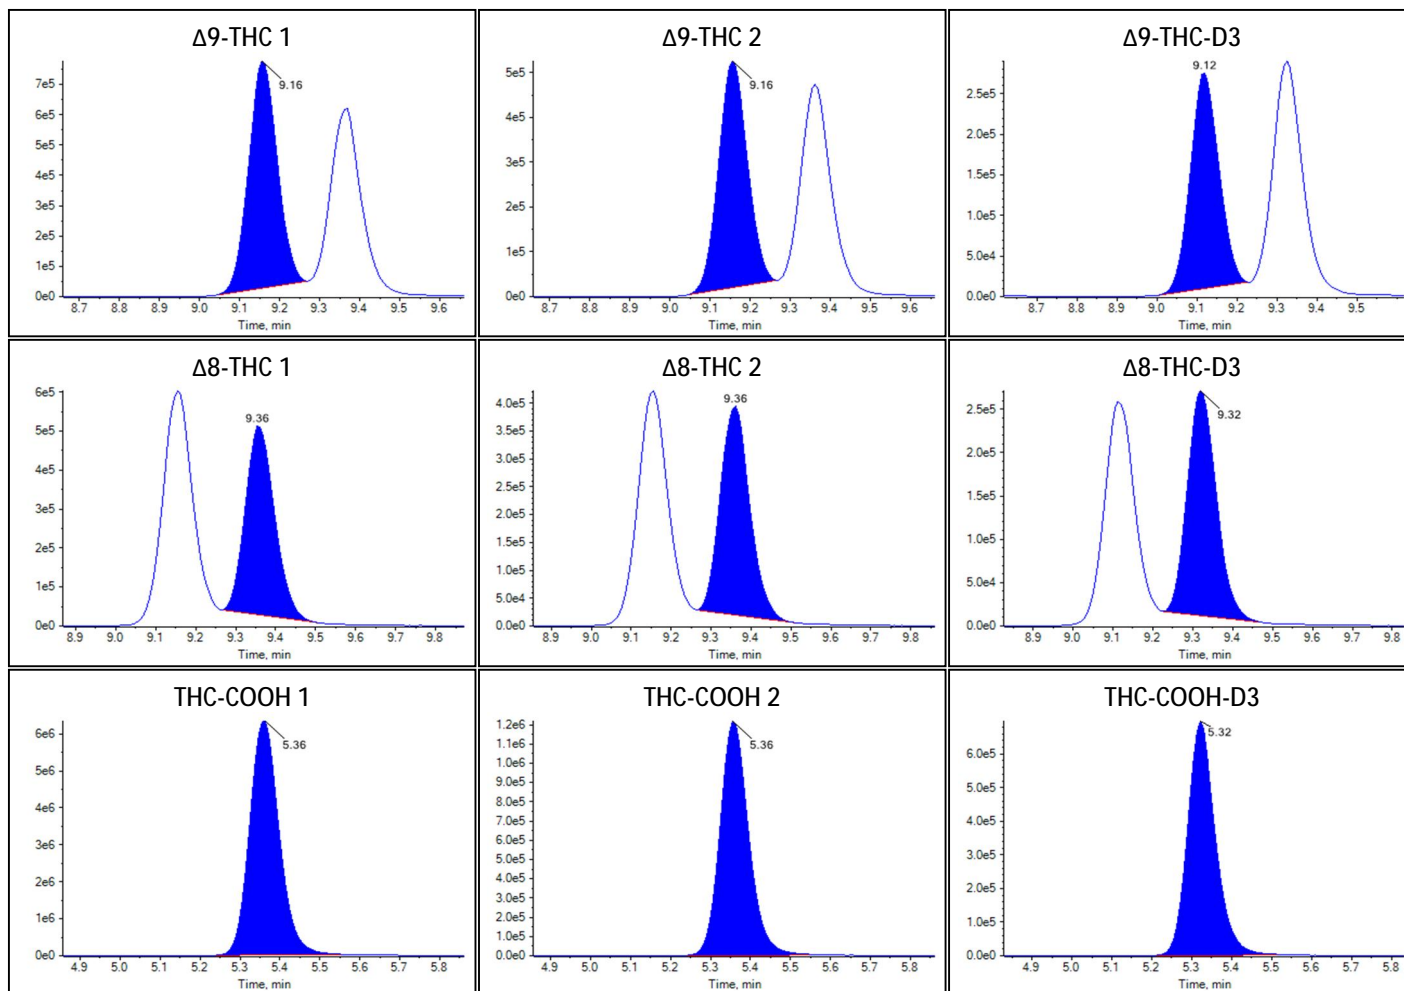 Δ9-THC 1
9.16
7e5
6e5
5e5
4e5
3e5
2e5
1e5
0e0
8.7 8.8 8.9 9.0 9.1 9.2 9.3 9.4 9.5 9.6
Time, min
Δ9-THC 2
9.16
5e5
4e5
3e5
2e5
1e5
0e0
8.7 8.8 8.9 9.0 9.1 9.2 9.3 9.4 9.5 9.6
Time, min
Δ9-THC-D3
9.12
2.5e5
2.0e5
1.5e5
1.0e5
5.0e4
0.0e0
8.7 8.8 8.9 9.0 9.1 9.2 9.3 9.4 9.5
Time, min
Δ8-THC 1
9.36
6e5
5e5
4e5
3e5
2e5
1e5
0e0
8.9 9.0 9.1 9.2 9.3 9.4 9.5 9.6 9.7 9.8
Time, min
Δ8-THC 2
9.36
4.0e5
3.5e5
3.0e5
2.5e5
2.0e5
1.5e5
1.0e5
5.0e4
0.0e0
8.9 9.0 9.1 9.2 9.3 9.4 9.5 9.6 9.7 9.8
Time, min
Δ8-THC-D3
9.32
2.5e5
2.0e5
1.5e5
1.0e5
5.0e4
0.0e0
8.9 9.0 9.1 9.2 9.3 9.4 9.5 9.6 9.7 9.8
Time, min
THC-COOH 1
5.36
6e6
5e6
4e6
3e6
2e6
1e6
0e0
4.9 5.0 5.1 5.2 5.3 5.4 5.5 5.6 5.7 5.8
Time, min
THC-COOH 2
5.36
1.2e6
1.1e6
1.0e6
9.0e5
8.0e5
7.0e5
6.0e5
5.0e5
4.0e5
3.0e5
2.0e5
1.0e5
0.0e0
4.9 5.0 5.1 5.2 5.3 5.4 5.5 5.6 5.7 5.8
Time, min
THC-COOH-D3
5.32
6.0e5
5.0e5
4.0e5
3.0e5
2.0e5
1.0e5
0.0e0
4.9 5.0 5.1 5.2 5.3 5.4 5.5 5.6 5.7 5.8
Time, min